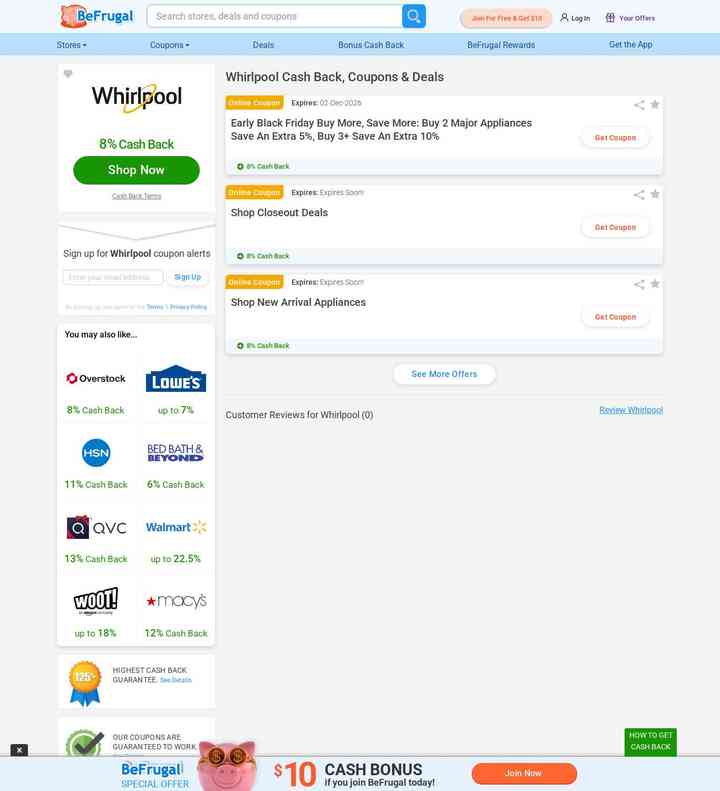 BeFrugal
Search stores, deals and coupons
Join For Free & Get $10
Log In
Your Offers
Stores
Coupons
Deals
Bonus Cash Back
BeFrugal Rewards
Get the App
Whirlpool
8% Cash Back
Shop Now
Cash Back Terms
Sign up for Whirlpool coupon alerts
Enter your email address
Sign Up
Terms
Privacy Policy
You may also like...
Overstock
8% Cash Back
LOWE'S
up to 7%
HSN
11% Cash Back
BED BATH &
BEYOND
6% Cash Back
QVC
13% Cash Back
Walmart
up to 22.5%
WOOT!
an amazon company
up to 18%
macy's
12% Cash Back
125%
HIGHEST CASH BACK
GUARANTEE. See Details
OUR COUPONS ARE
GUARANTEED TO WORK.
Whirlpool Cash Back, Coupons & Deals
Online Coupon
Expires: 02-Dec-2026
Early Black Friday Buy More, Save More: Buy 2 Major Appliances
Save An Extra 5%, Buy 3+ Save An Extra 10%
Get Coupon
8% Cash Back
Online Coupon
Expires: Expires Soon!
Shop Closeout Deals
Get Coupon
8% Cash Back
Online Coupon
Expires: Expires Soon!
Shop New Arrival Appliances
Get Coupon
8% Cash Back
See More Offers
Customer Reviews for Whirlpool (0)
Review Whirlpool
HOW TO GET
CASH BACK
x
BeFrugal
SPECIAL OFFER
$10
CASH BONUS
if you join BeFrugal today!
Join Now